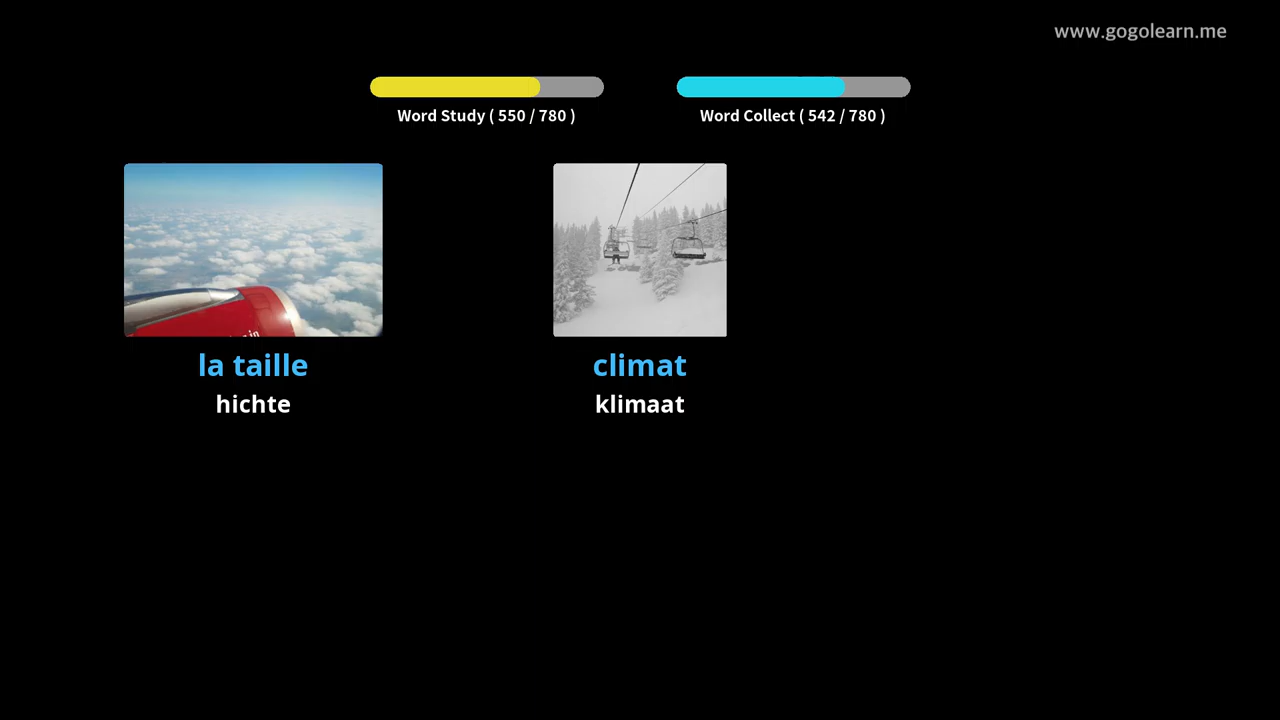 www.gogolearn.me
Word Study ( 550 / 780 )
Word Collect ( 542 / 780 )
la taille
hichte
climat
klimaat